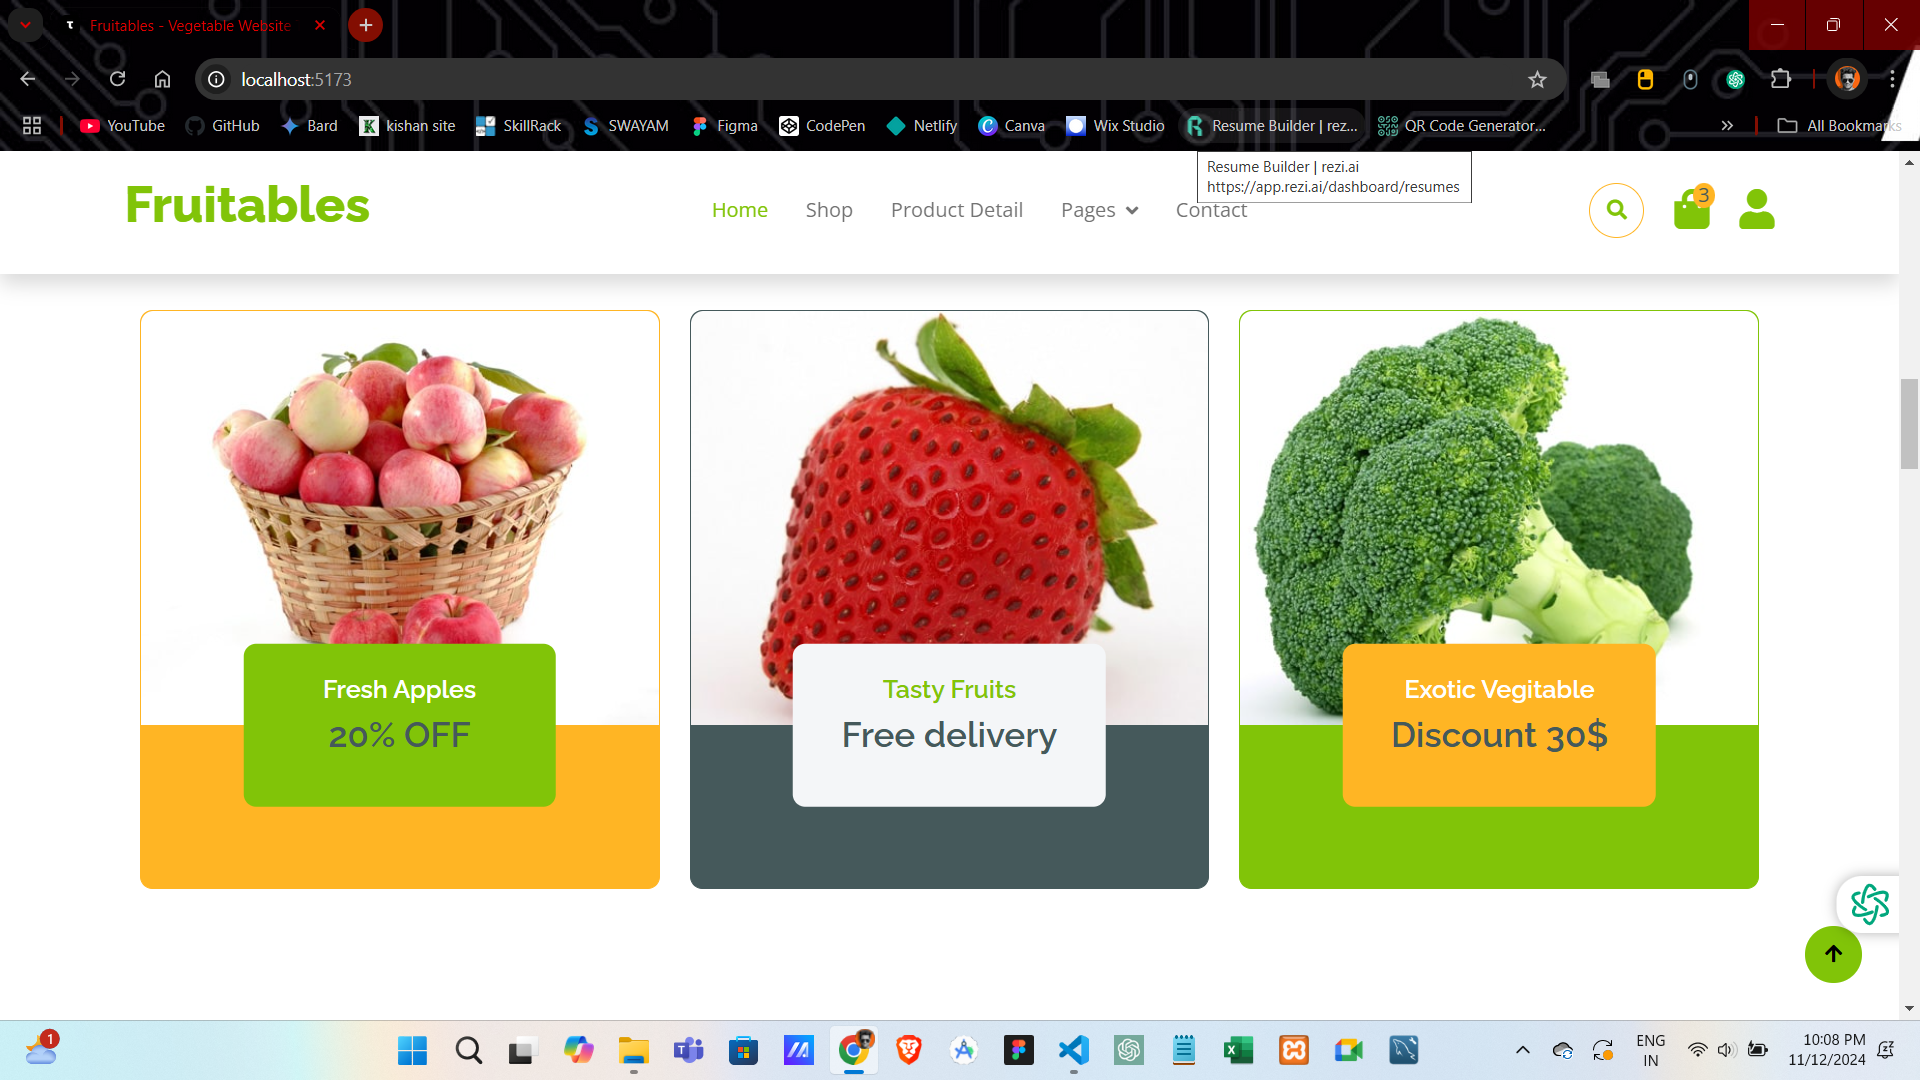 Fruitables - Vegetable Website
localhost:5173
YouTube GitHub Bard kishan site SkillRack SWAYAM Figma CodePen Netlify Canva Wix Studio Resume Builder | rez... QR Code Generator... All Bookmarks
Resume Builder | rezi.ai
https://app.rezi.ai/dashboard/resumes
Fruitables
Home Shop Product Detail Pages Contact
3
Fresh Apples
20% OFF
Tasty Fruits
Free delivery
Exotic Vegitable
Discount 30$
1
ENG
IN
10:08 PM
11/12/2024